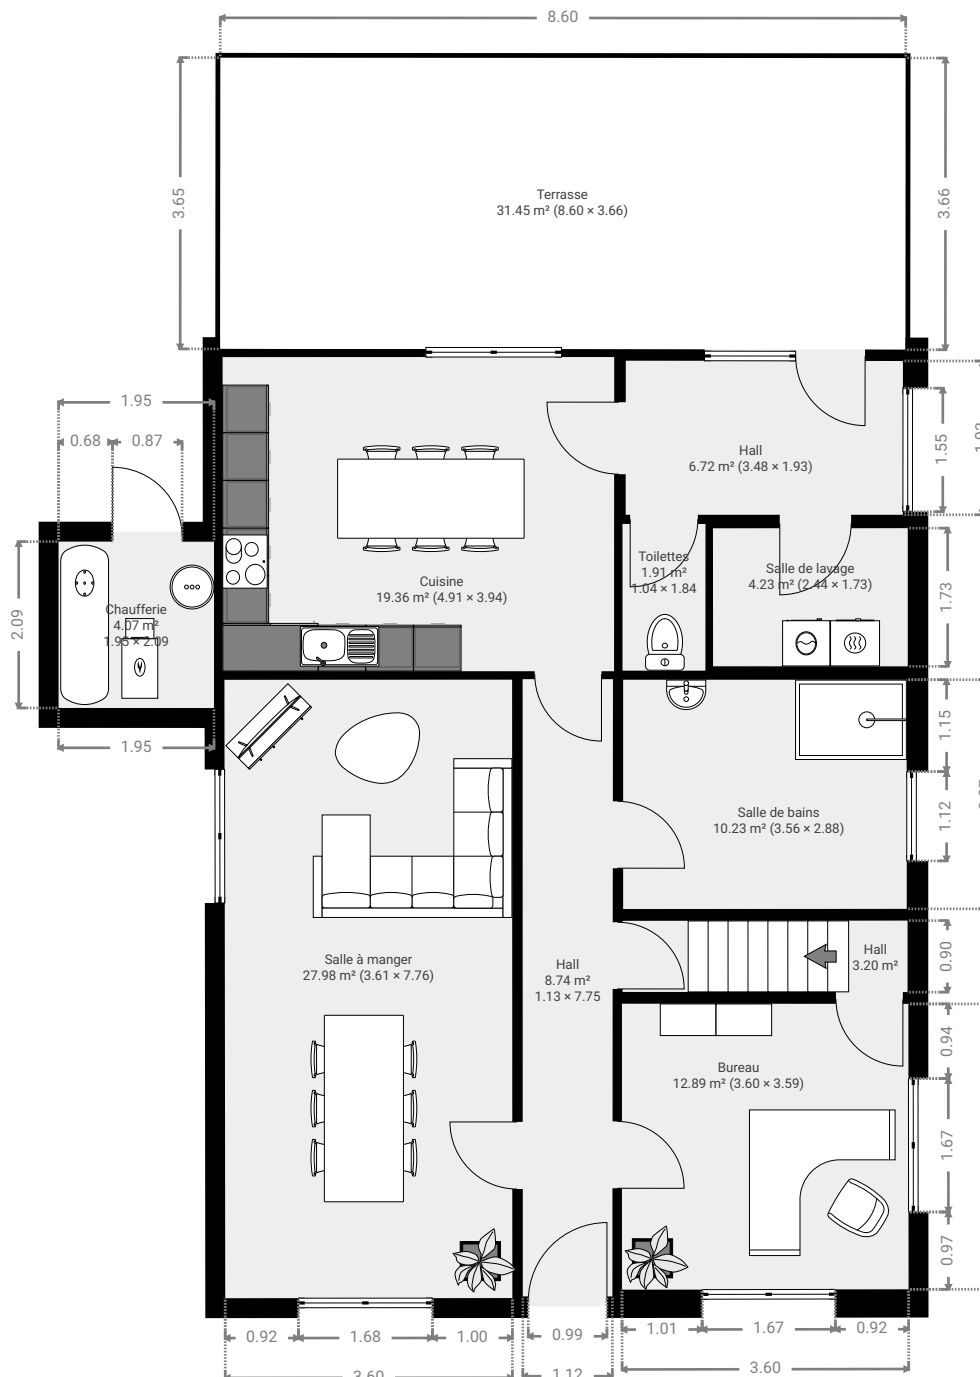 8.60
3.65
3.66
Terrasse
31.45 m² (8.60 × 3.66)
1.95
0.68
0.87
1.55
Hall
6.72 m² (3.48 × 1.93)
Toilettes
1.91 m²
1.04 × 1.84
Salle de lavage
4.23 m² (2.44 × 1.73)
1.73
Cuisine
19.36 m² (4.91 × 3.94)
2.09
Chaufferie
4.07 m²
1.95 × 2.09
1.95
1.15
1.12
Salle de bains
10.23 m² (3.56 × 2.88)
Salle à manger
27.98 m² (3.61 × 7.76)
Hall
8.74 m²
1.13 × 7.75
Hall
3.20 m²
0.90
0.94
Bureau
12.89 m² (3.60 × 3.59)
1.67
0.97
0.92
1.68
1.00
0.99
1.01
1.67
0.92
3.60
1.12
3.60